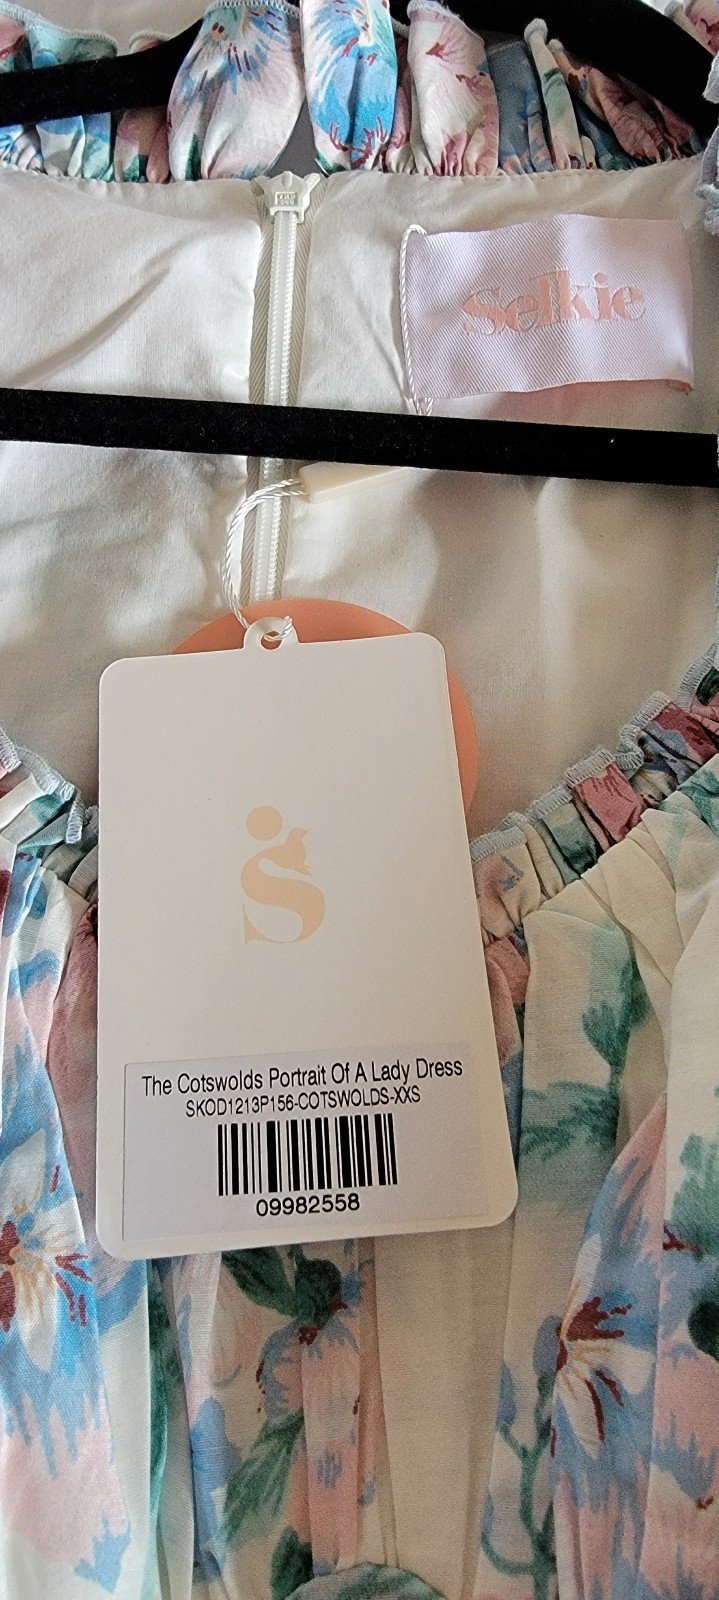 Selkie
S
The Cotswolds Portrait Of A Lady Dress
SKOD1213P156-COTSWOLDS-XXS
09982558